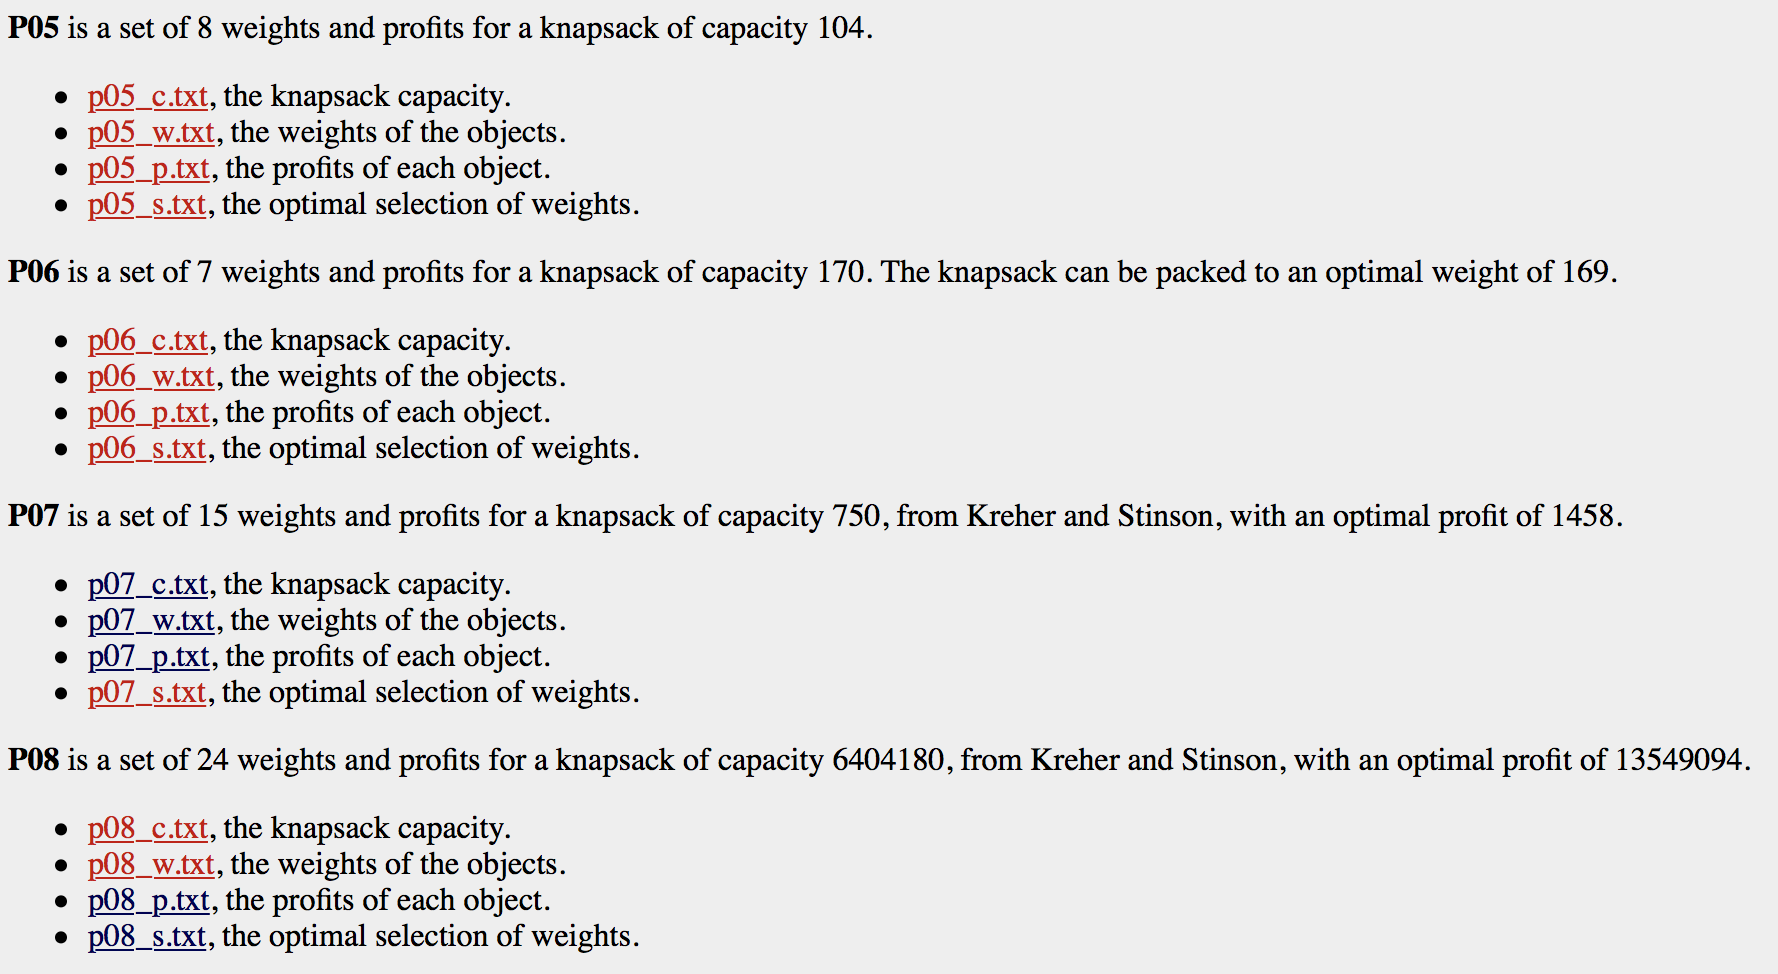 P05 is a set of 8 weights and profits for a knapsack of capacity 104.
p05_c.txt, the knapsack capacity.
p05_w.txt, the weights of the objects.
p05_p.txt, the profits of each object.
p05_s.txt, the optimal selection of weights.
P06 is a set of 7 weights and profits for a knapsack of capacity 170. The knapsack can be packed to an optimal weight of 169.
p06_c.txt, the knapsack capacity.
p06_w.txt, the weights of the objects.
p06_p.txt, the profits of each object.
p06_s.txt, the optimal selection of weights.
P07 is a set of 15 weights and profits for a knapsack of capacity 750, from Kreher and Stinson, with an optimal profit of 1458.
p07_c.txt, the knapsack capacity.
p07_w.txt, the weights of the objects.
p07_p.txt, the profits of each object.
p07_s.txt, the optimal selection of weights.
P08 is a set of 24 weights and profits for a knapsack of capacity 6404180, from Kreher and Stinson, with an optimal profit of 13549094.
p08_c.txt, the knapsack capacity.
p08_w.txt, the weights of the objects.
p08_p.txt, the profits of each object.
p08_s.txt, the optimal selection of weights.